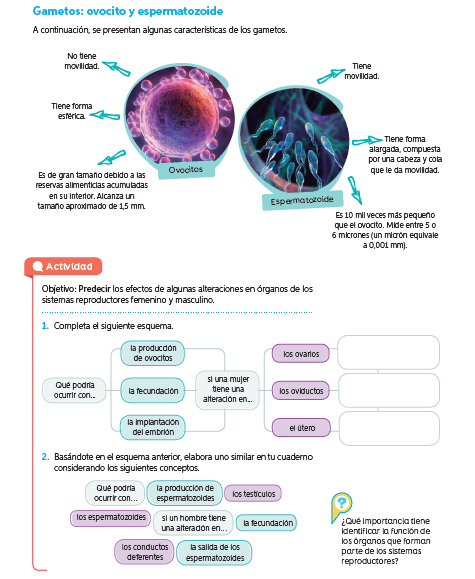 Gametos: ovocito y espermatozoide
A continuación, se presentan algunas características de los gametos.
No tiene
movilidad.
Tiene forma
esférica.
Es de gran tamaño debido a las
reservas alimenticias acumuladas
en su interior. Alcanza un
tamaño aproximado de 1,5 mm.
Ovocitos
Tiene
movilidad.
Tiene forma
alargada, compuesta
por una cabeza y cola
que le da movilidad.
Espermatozoide
Es 10 mil veces más pequeño
que el ovocito. Mide entre 5 o
6 micrones (un micrón equivale
a 0,001 mm).
Actividad
Objetivo: Predecir los efectos de algunas alteraciones en órganos de los
sistemas reproductores femenino y masculino.
1. Completa el siguiente esquema.
Qué podría
ocurrir con...
la producción
de ovocitos
la fecundación
la implantación
del embrión
si una mujer
tiene una
alteración en...
los ovarios
los oviductos
el útero
2. Basándote en el esquema anterior, elabora uno similar en tu cuaderno
considerando los siguientes conceptos.
Qué podría
ocurrir con...
la producción de
espermatozoides
los testículos
los espermatozoides
si un hombre tiene
una alteración en...
la fecundación
los conductos
deferentes
la salida de los
espermatozoides
?
¿Qué importancia tiene
identificar la función de
los órganos que forman
parte de los sistemas
reproductores?